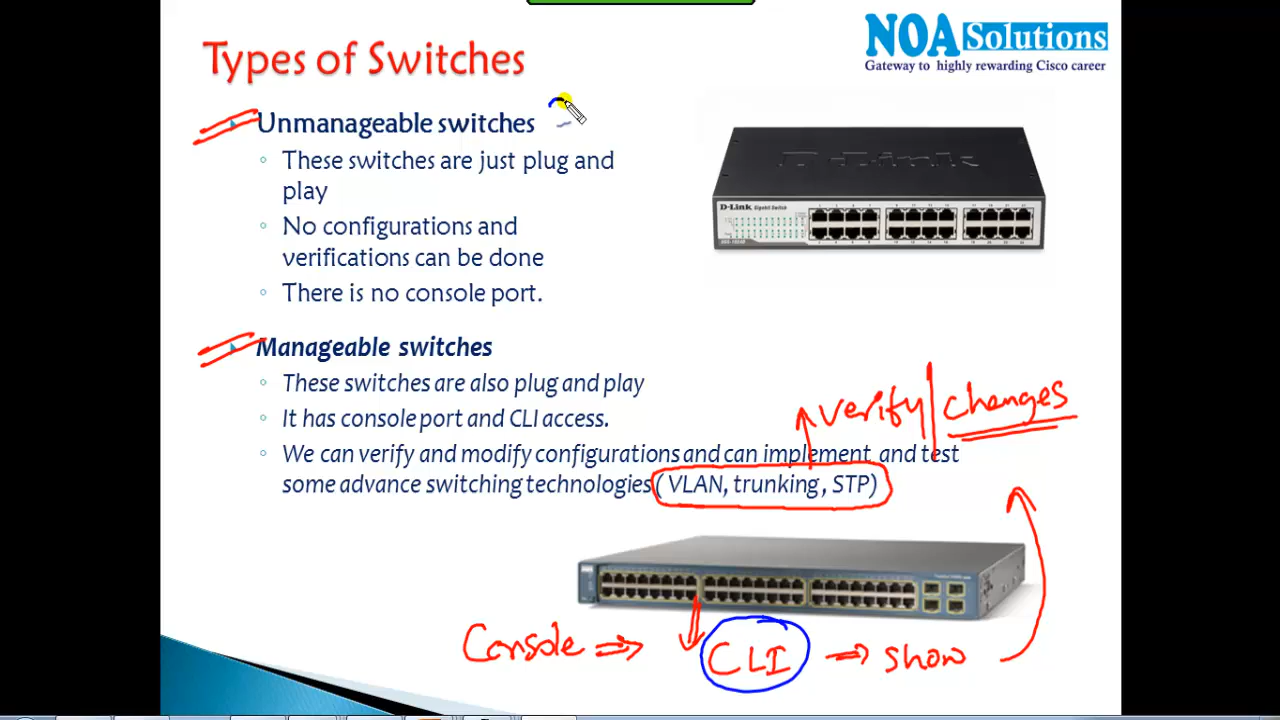 NOA Solutions
Gateway to highly rewarding Cisco career
Types of Switches
Unmanageable switches
These switches are just plug and
play
No configurations and
verifications can be done
There is no console port.
D-Link
D-Link Gigabit Switch
Manageable switches
These switches are also plug and play
It has console port and CLI access.
verify changes
We can verify and modify configurations and can implement and test
some advance switching technologies ( VLAN, trunking , STP)
Console ⇒ CLI ⇒ show